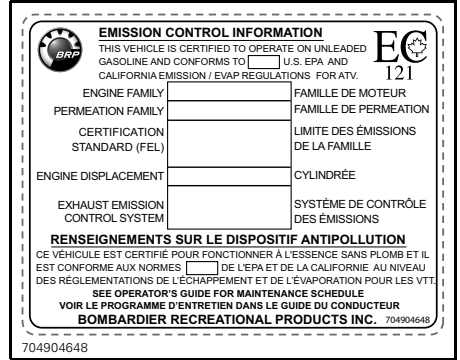 EMISSION CONTROL INFORMATION
THIS VEHICLE IS CERTIFIED TO OPERATE ON UNLEADED
GASOLINE AND CONFORMS TO U.S. EPA AND
CALIFORNIA EMISSION / EVAP REGULATIONS FOR ATV.
BRP
EC
121
ENGINE FAMILY FAMILLE DE MOTEUR
PERMEATION FAMILY FAMILLE DE PERMEATION
CERTIFICATION LIMITE DES ÉMISSIONS
STANDARD (FEL) DE LA FAMILLE
ENGINE DISPLACEMENT CYLINDRÉE
EXHAUST EMISSION SYSTÈME DE CONTRÔLE
CONTROL SYSTEM DES ÉMISSIONS
RENSEIGNEMENTS SUR LE DISPOSITIF ANTIPOLLUTION
CE VÉHICULE EST CERTIFIÉ POUR FONCTIONNER À L'ESSENCE SANS PLOMB ET IL
EST CONFORME AUX NORMES DE L'EPA ET DE LA CALIFORNIE AU NIVEAU
DES RÉGLEMENTATIONS DE L'ÉCHAPPEMENT ET DE L'ÉVAPORATION POUR LES VTT.
SEE OPERATOR'S GUIDE FOR MAINTENANCE SCHEDULE
VOIR LE PROGRAMME D'ENTRETIEN DANS LE GUIDE DU CONDUCTEUR
BOMBARDIER RECREATIONAL PRODUCTS INC. 704904648
704904648